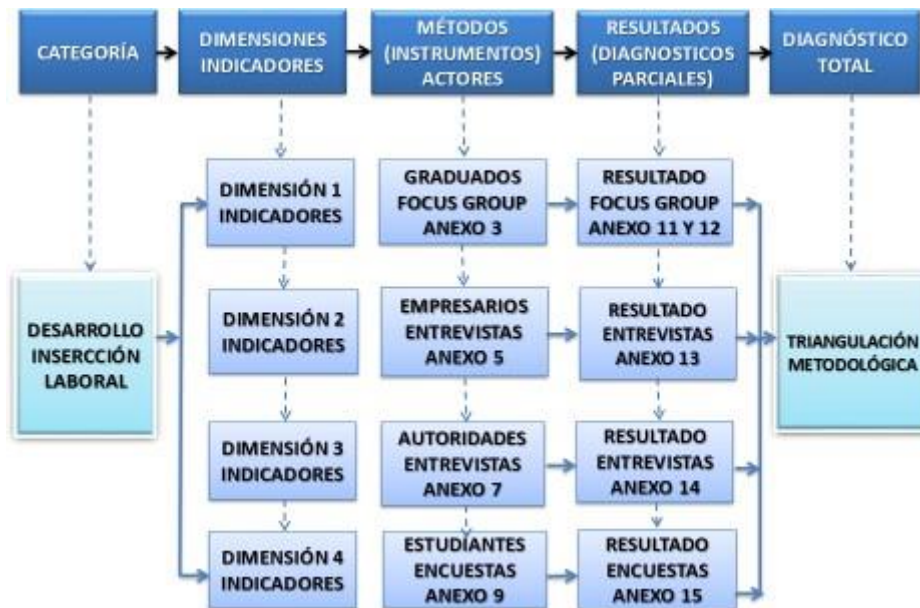 CATEGORÍA
DIMENSIONES
INDICADORES
MÉTODOS
(INSTRUMENTOS)
ACTORES
RESULTADOS
(DIAGNOSTICOS
PARCIALES)
DIAGNÓSTICO
TOTAL
DESARROLLO
INSERCCIÓN
LABORAL
DIMENSIÓN 1
INDICADORES
GRADUADOS
FOCUS GROUP
ANEXO 3
RESULTADO
FOCUS GROUP
ANEXO 11 Y 12
DIMENSIÓN 2
INDICADORES
EMPRESARIOS
ENTREVISTAS
ANEXO 5
RESULTADO
ENTREVISTAS
ANEXO 13
DIMENSIÓN 3
INDICADORES
AUTORIDADES
ENTREVISTAS
ANEXO 7
RESULTADO
ENTREVISTAS
ANEXO 14
DIMENSIÓN 4
INDICADORES
ESTUDIANTES
ENCUESTAS
ANEXO 9
RESULTADO
ENCUESTAS
ANEXO 15
TRIANGULACIÓN
METODOLÓGICA